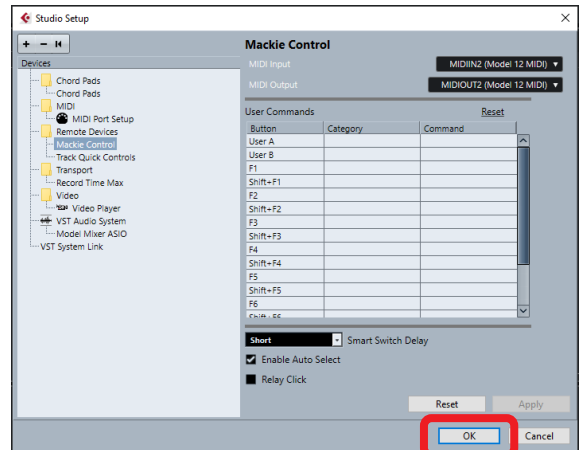 Studio Setup
Devices
Chord Pads
Chord Pads
MIDI
MIDI Port Setup
Remote Devices
Mackie Control
Track Quick Controls
Transport
Record Time Max
Video
Video Player
VST Audio System
Model Mixer ASIO
VST System Link
Mackie Control
MIDI Input MIDIIN2 (Model 12 MIDI)
MIDI Output MIDIOUT2 (Model 12 MIDI)
User Commands Reset
Button Category Command
User A
User B
F1
Shift+F1
F2
Shift+F2
F3
Shift+F3
F4
Shift+F4
F5
Shift+F5
F6
Shift+F6
Short Smart Switch Delay
Enable Auto Select
Relay Click
Reset Apply
OK Cancel